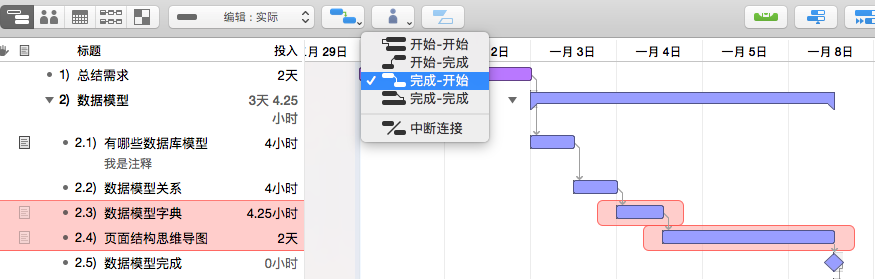 编辑：实际
标题 投入 月 29日 2日 一月 3日 一月 4日 一月 5日 一月 8日
开始-开始
开始-完成
完成-开始
完成-完成
中断连接
1) 总结需求 2天
2) 数据模型 3天 4.25
小时
2.1) 有哪些数据库模型 4小时
我是注释
2.2) 数据模型关系 4小时
2.3) 数据模型字典 4.25小时
2.4) 页面结构思维导图 2天
2.5) 数据模型完成 0小时